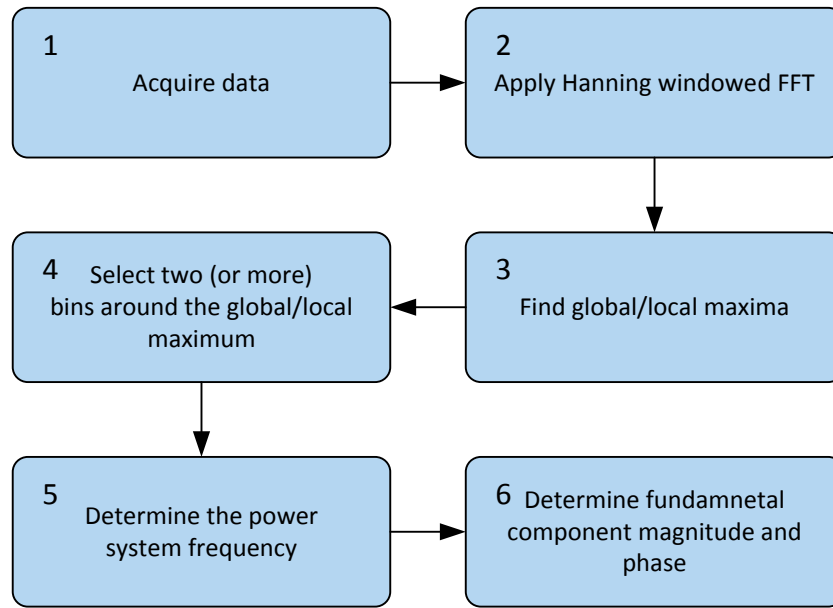 1
Acquire data
2
Apply Hanning windowed FFT
3
Find global/local maxima
4
Select two (or more)
bins around the global/local
maximum
5
Determine the power
system frequency
6
Determine fundamnetal
component magnitude and
phase